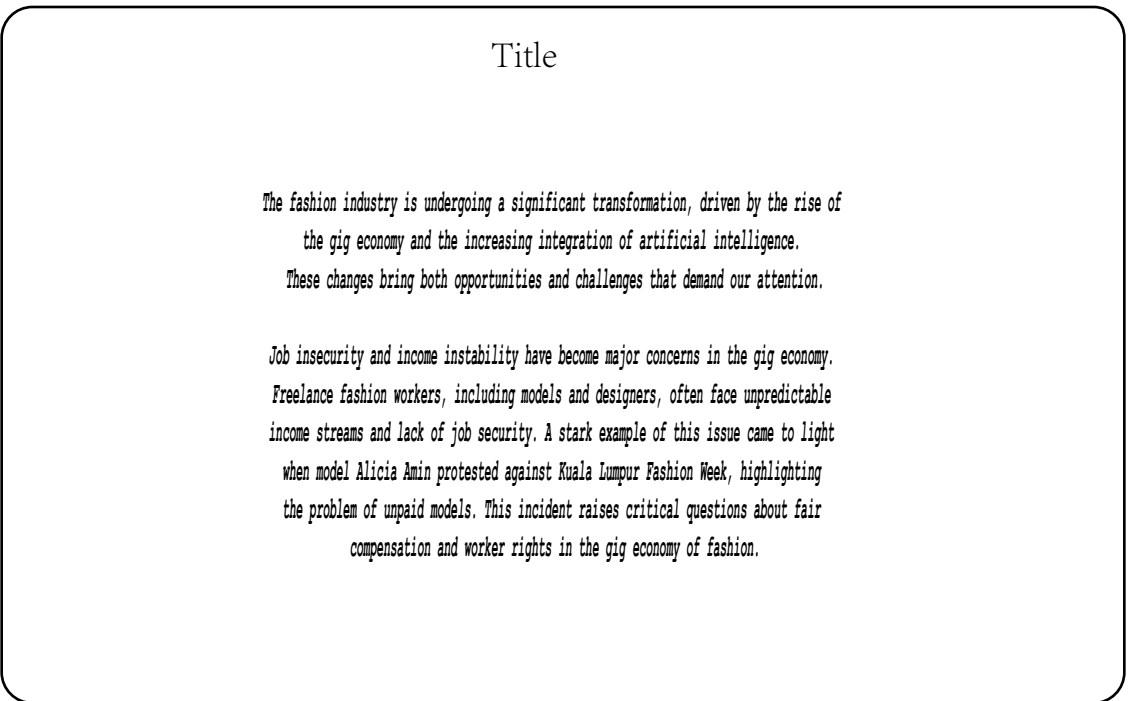 Title
The fashion industry is undergoing a significant transformation, driven by the rise of
the gig economy and the increasing integration of artificial intelligence.
These changes bring both opportunities and challenges that demand our attention.
Job insecurity and income instability have become major concerns in the gig economy.
Freelance fashion workers, including models and designers, often face unpredictable
income streams and lack of job security. A stark example of this issue came to light
when model Alicia Amin protested against Kuala Lumpur Fashion Week, highlighting
the problem of unpaid models. This incident raises critical questions about fair
compensation and worker rights in the gig economy of fashion.